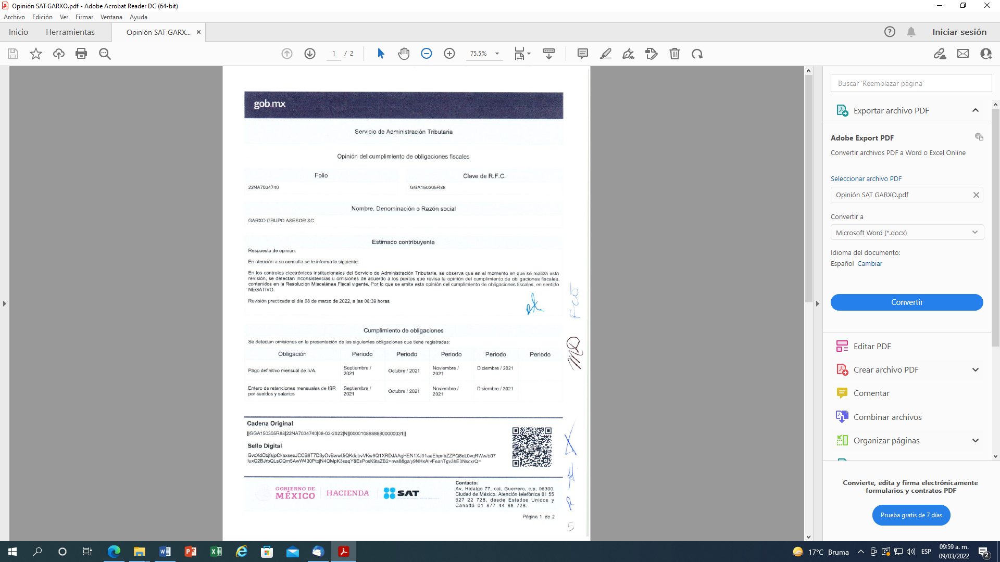 Opinión SAT GARXO.pdf - Adobe Acrobat Reader DC (64-bit)
Archivo Edición Ver Firmar Ventana Ayuda
Inicio Herramientas Opinión SAT GARX... Iniciar sesión
1 / 2 75.5%
gob.mx
Servicio de Administración Tributaria
Opinión del cumplimiento de obligaciones fiscales
Folio Clave de R.F.C.
22NA7034740 GGA150305R88
Nombre, Denominación o Razón social
GARXO GRUPO ASESOR SC
Estimado contribuyente
Respuesta de opinión:
En atención a su consulta se le informa lo siguiente:
En los controles electrónicos institucionales del Servicio de Administración Tributaria, se observa que en el momento en que se realiza esta
revisión, se detectan inconsistencias u omisiones de acuerdo a los puntos que revisa la opinión del cumplimiento de obligaciones fiscales,
contenidos en la Resolución Miscelánea Fiscal vigente. Por lo que se emite esta opinión del cumplimiento de obligaciones fiscales, en sentido
NEGATIVO.
Revisión practicada el día 08 de marzo de 2022, a las 08:39 horas
Cumplimiento de obligaciones
Se detectan omisiones en la presentación de las siguientes obligaciones que tiene registradas:
Obligación Periodo Periodo Periodo Periodo Periodo
Pago definitivo mensual de IVA. Septiembre / 2021 Octubre / 2021 Noviembre / 2021 Diciembre / 2021
Entero de retenciones mensuales de ISR por sueldos y salarios Septiembre / 2021 Octubre / 2021 Noviembre / 2021 Diciembre / 2021
Cadena Original
||GGA150305R88|22NA7034740|08-03-2022|N||00001088888800000031||
Sello Digital
GOBIERNO DE
MÉXICO
HACIENDA
SAT
Contacto:
Av. Hidalgo 77, col. Guerrero, c.p. 06300,
Ciudad de México. Atención telefónica 01 55
627 22 728, desde Estados Unidos y
Canadá 01 877 44 88 728.
Página 1 de 2
5
Buscar 'Reemplazar página'
Exportar archivo PDF
Adobe Export PDF
Convertir archivos PDF a Word o Excel Online
Seleccionar archivo PDF
Opinión SAT GARXO.pdf
Convertir a
Microsoft Word (*.docx)
Idioma del documento:
Español Cambiar
Convertir
Editar PDF
Crear archivo PDF
Comentar
Combinar archivos
Organizar páginas
Convierte, edita y firma electrónicamente
formularios y contratos PDF
Prueba gratis de 7 días
17°C Bruma
ESP
09:59 a. m.
09/03/2022
2